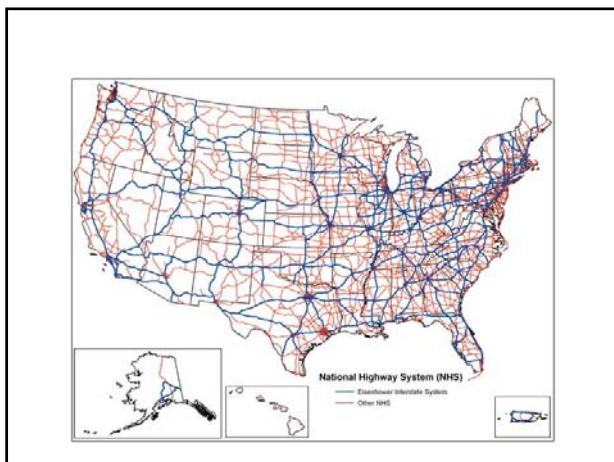 National Highway System (NHS)
Eisenhower Interstate System
Other NHS